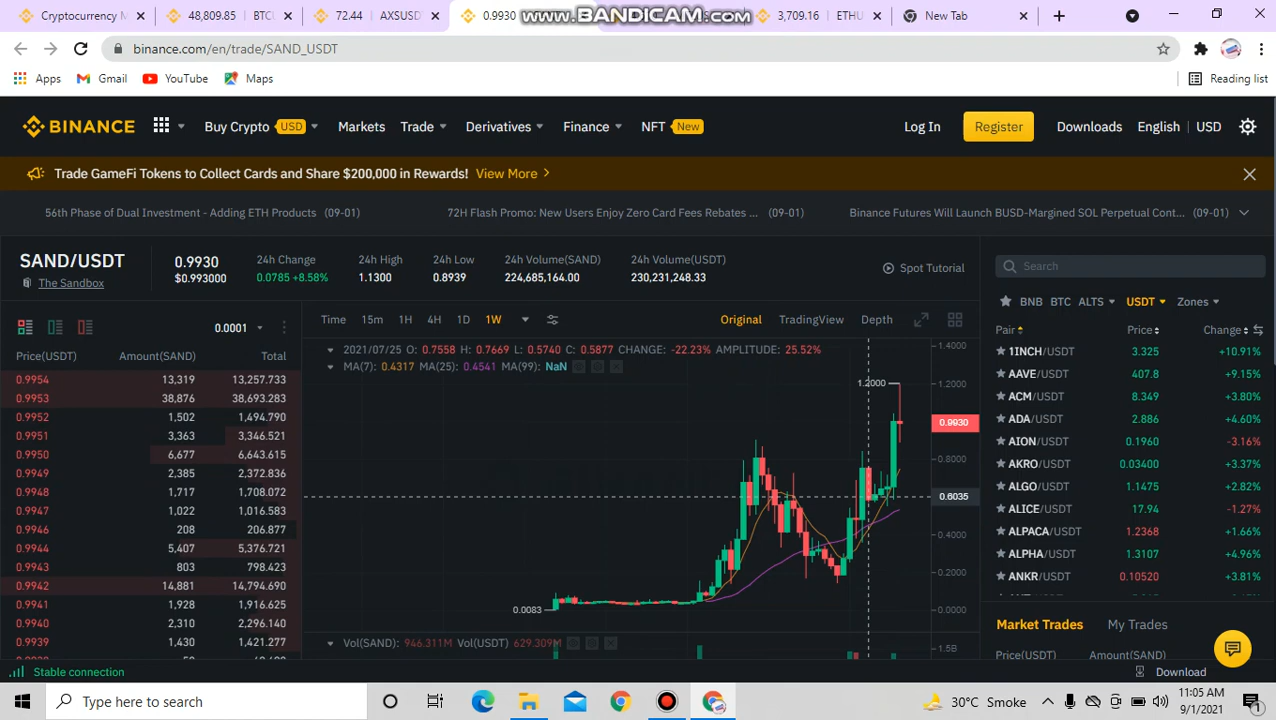 Cryptocurrency M
48,809.85 BTCU
72.44 AXSUSD
0.9930
www.BANDICAM.com
3,709.16 ETHU
New Tab
binance.com/en/trade/SAND_USDT
Apps Gmail YouTube Maps Reading list
BINANCE Buy Crypto USD Markets Trade Derivatives Finance NFT New Log In Register Downloads English USD
Trade GameFi Tokens to Collect Cards and Share $200,000 in Rewards! View More
56th Phase of Dual Investment - Adding ETH Products (09-01) 72H Flash Promo: New Users Enjoy Zero Card Fees Rebates ... (09-01) Binance Futures Will Launch BUSD-Margined SOL Perpetual Cont... (09-01)
SAND/USDT
The Sandbox
0.9930
$0.993000
24h Change
0.0785 +8.58%
24h High
1.1300
24h Low
0.8939
24h Volume(SAND)
224,685,164.00
24h Volume(USDT)
230,231,248.33
Spot Tutorial
0.0001
Price(USDT) Amount(SAND) Total
0.9954 13,319 13,257.733
0.9953 38,876 38,693.283
0.9952 1,502 1,494.790
0.9951 3,363 3,346.521
0.9950 6,677 6,643.615
0.9949 2,385 2,372.836
0.9948 1,717 1,708.072
0.9947 1,022 1,016.583
0.9946 208 206.877
0.9944 5,407 5,376.721
0.9943 803 798.423
0.9942 14,881 14,794.690
0.9941 1,928 1,916.625
0.9940 2,310 2,296.140
0.9939 1,430 1,421.277
Time 15m 1H 4H 1D 1W Original TradingView Depth
2021/07/25 O: 0.7558 H: 0.7669 L: 0.5740 C: 0.5877 CHANGE: -22.23% AMPLITUDE: 25.52%
MA(7): 0.4317 MA(25): 0.4541 MA(99): NaN
1.4000
1.2000
1.2000
0.9930
0.8000
0.6035
0.4000
0.2000
0.0000
0.0083
Vol(SAND): 946.311M Vol(USDT) 629.309M
1.5B
Search
BNB BTC ALTS USDT Zones
Pair Price Change
1INCH/USDT 3.325 +10.91%
AAVE/USDT 407.8 +9.15%
ACM/USDT 8.349 +3.80%
ADA/USDT 2.886 +4.60%
AION/USDT 0.1960 -3.16%
AKRO/USDT 0.03400 +3.37%
ALGO/USDT 1.1475 +2.82%
ALICE/USDT 17.94 -1.27%
ALPACA/USDT 1.2368 +1.66%
ALPHA/USDT 1.3107 +4.96%
ANKR/USDT 0.10520 +3.81%
Market Trades My Trades
Price(USDT) Amount(SAND)
Stable connection
Download
Type here to search
30°C Smoke
11:05 AM
9/1/2021
1